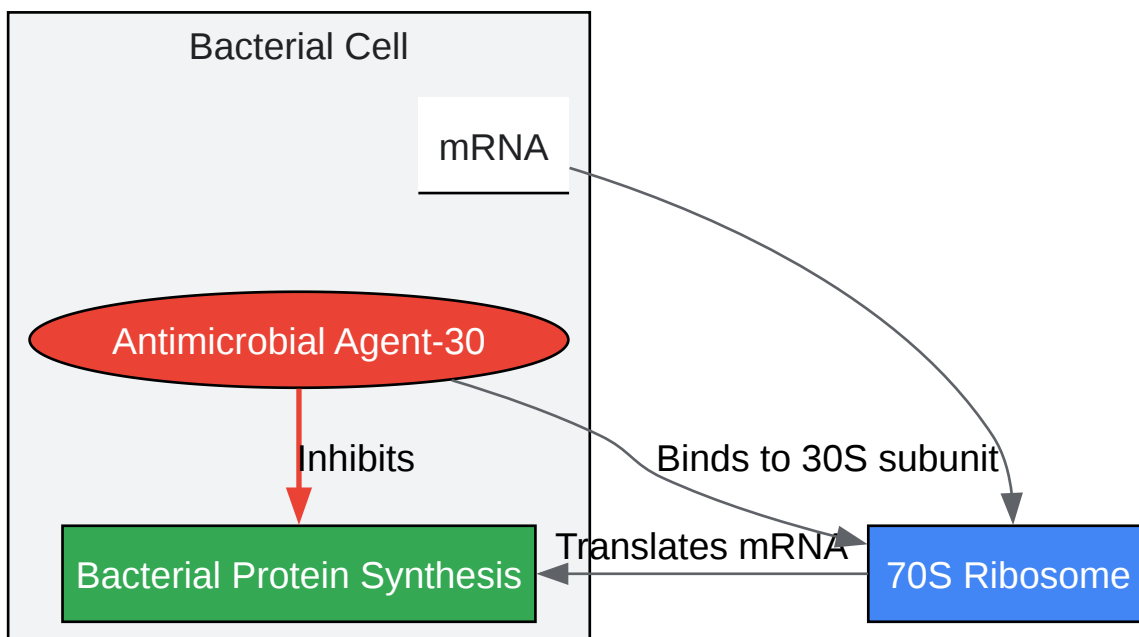 Bacterial Cell
mRNA
Antimicrobial Agent-30
Inhibits
Binds to 30S subunit
Translates mRNA
Bacterial Protein Synthesis
70S Ribosome